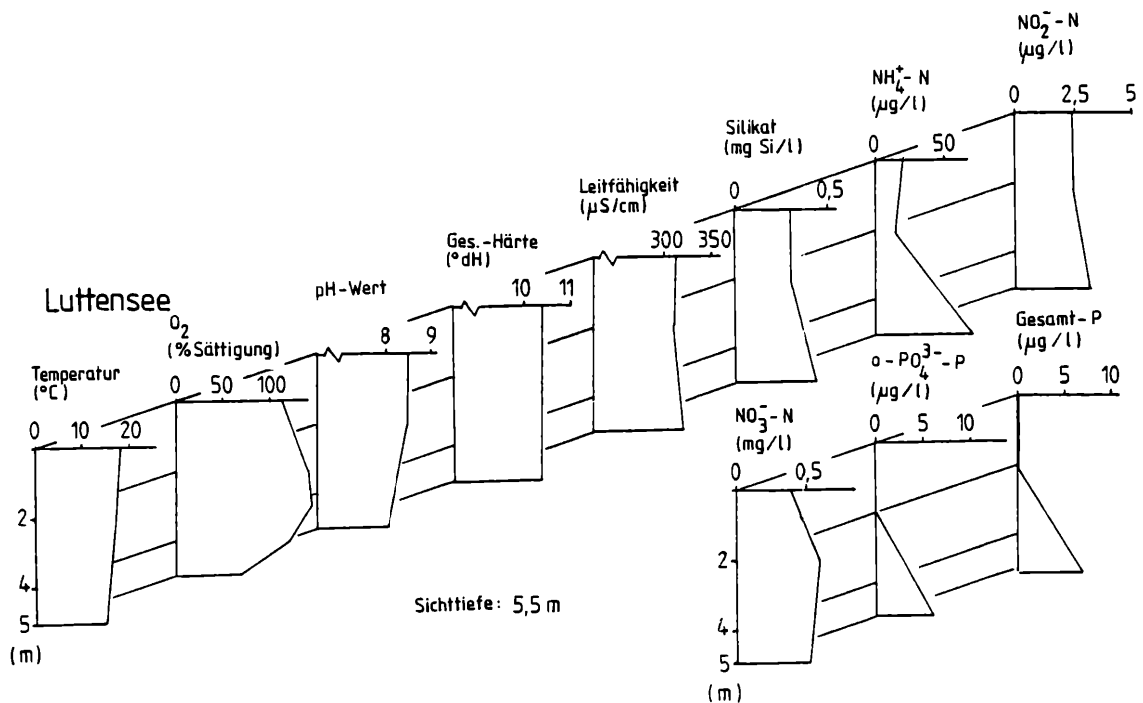 Luttensee
Temperatur
(°C)
0 10 20
2
4
5
(m)
O2
(% Sättigung)
0 50 100
pH-Wert
8 9
Ges.-Härte
(°dH)
10 11
Leitfähigkeit
(µS/cm)
300 350
Silikat
(mg Si/l)
0 0,5
NH4+-N
(µg/l)
0 50
NO2−-N
(µg/l)
0 2,5 5
NO3−-N
(mg/l)
0 0,5
2
4
5
(m)
o-PO4^3−-P
(µg/l)
0 5 10
Gesamt-P
(µg/l)
0 5 10
Sichttiefe: 5,5 m